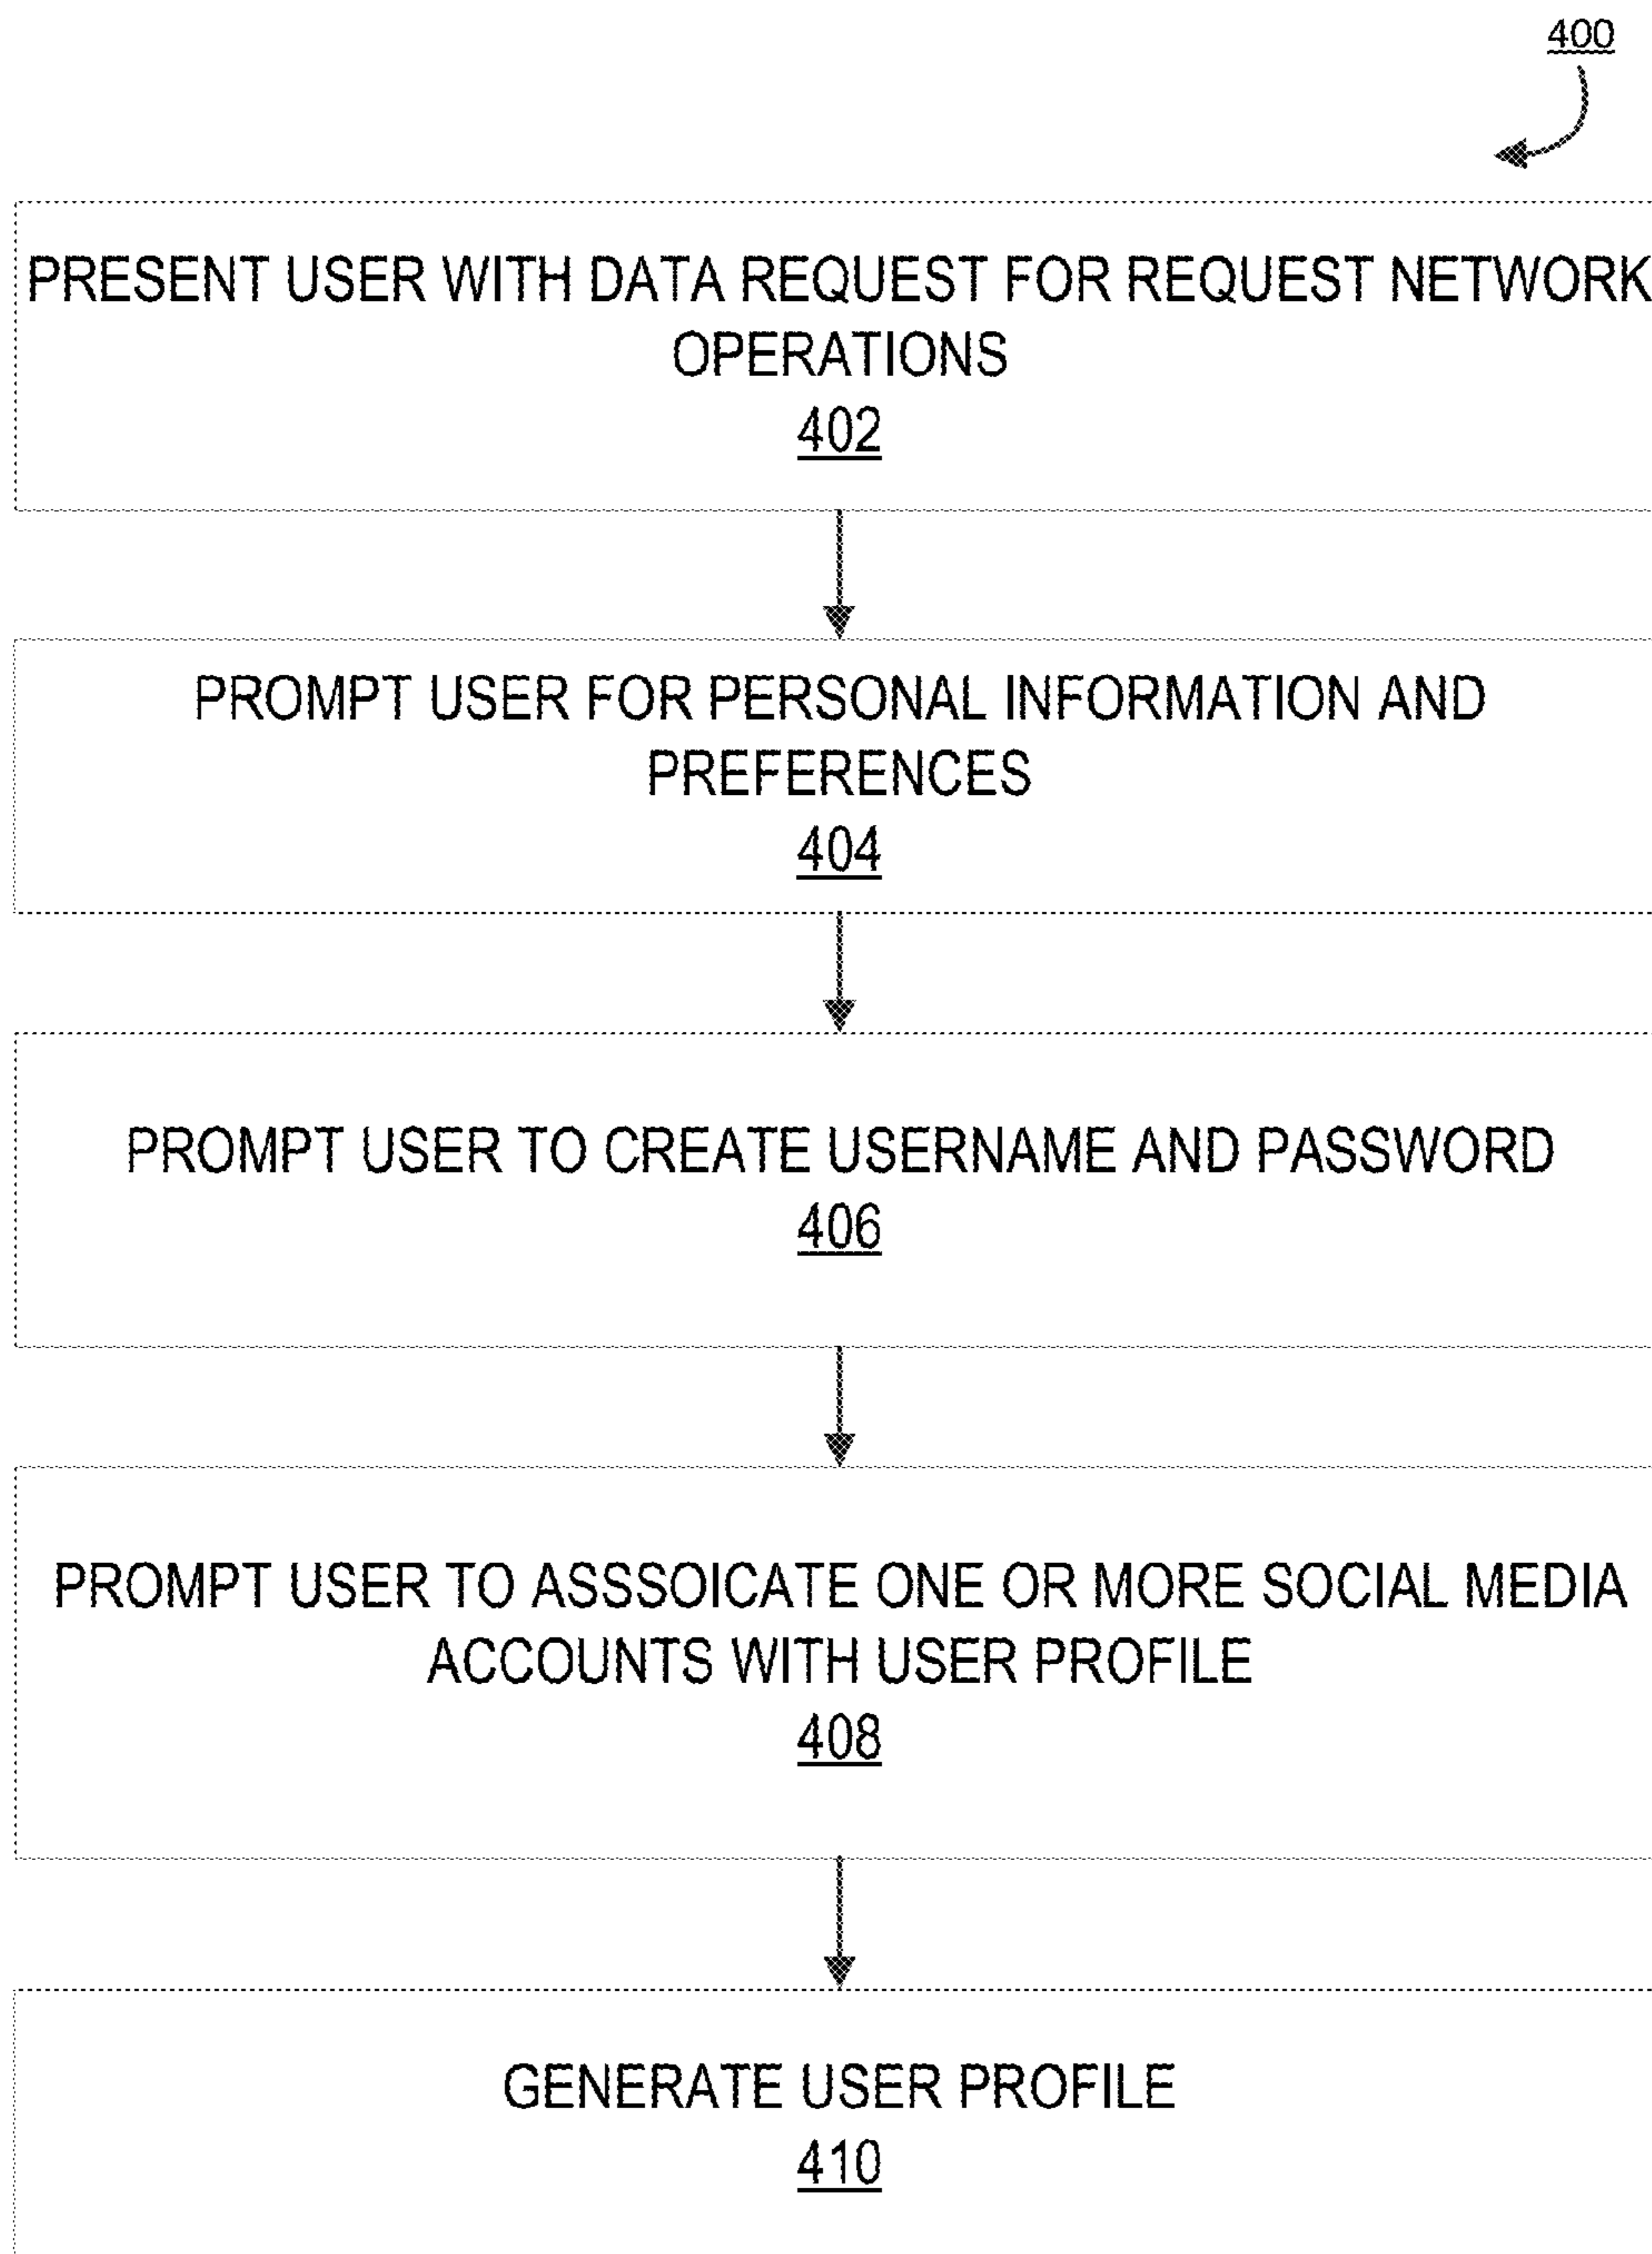 400
PRESENT USER WITH DATA REQUEST FOR REQUEST NETWORK
OPERATIONS
402
PROMPT USER FOR PERSONAL INFORMATION AND
PREFERENCES
404
PROMPT USER TO CREATE USERNAME AND PASSWORD
406
PROMPT USER TO ASSSOICATE ONE OR MORE SOCIAL MEDIA
ACCOUNTS WITH USER PROFILE
408
GENERATE USER PROFILE
410